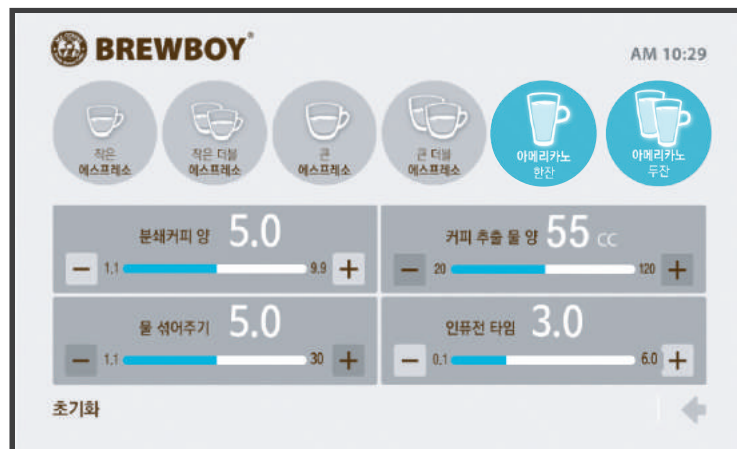 BREWBOY®
AM 10:29
작은
에스프레소
작은 더블
에스프레소
큰
에스프레소
큰 더블
에스프레소
아메리카노
한잔
아메리카노
두잔
분쇄커피 양 5.0
− 1.1 9.9 +
커피 추출 물 양 55 cc
− 20 120 +
물 섞어주기 5.0
− 1.1 30 +
인퓨전 타임 3.0
− 0.1 6.0 +
초기화